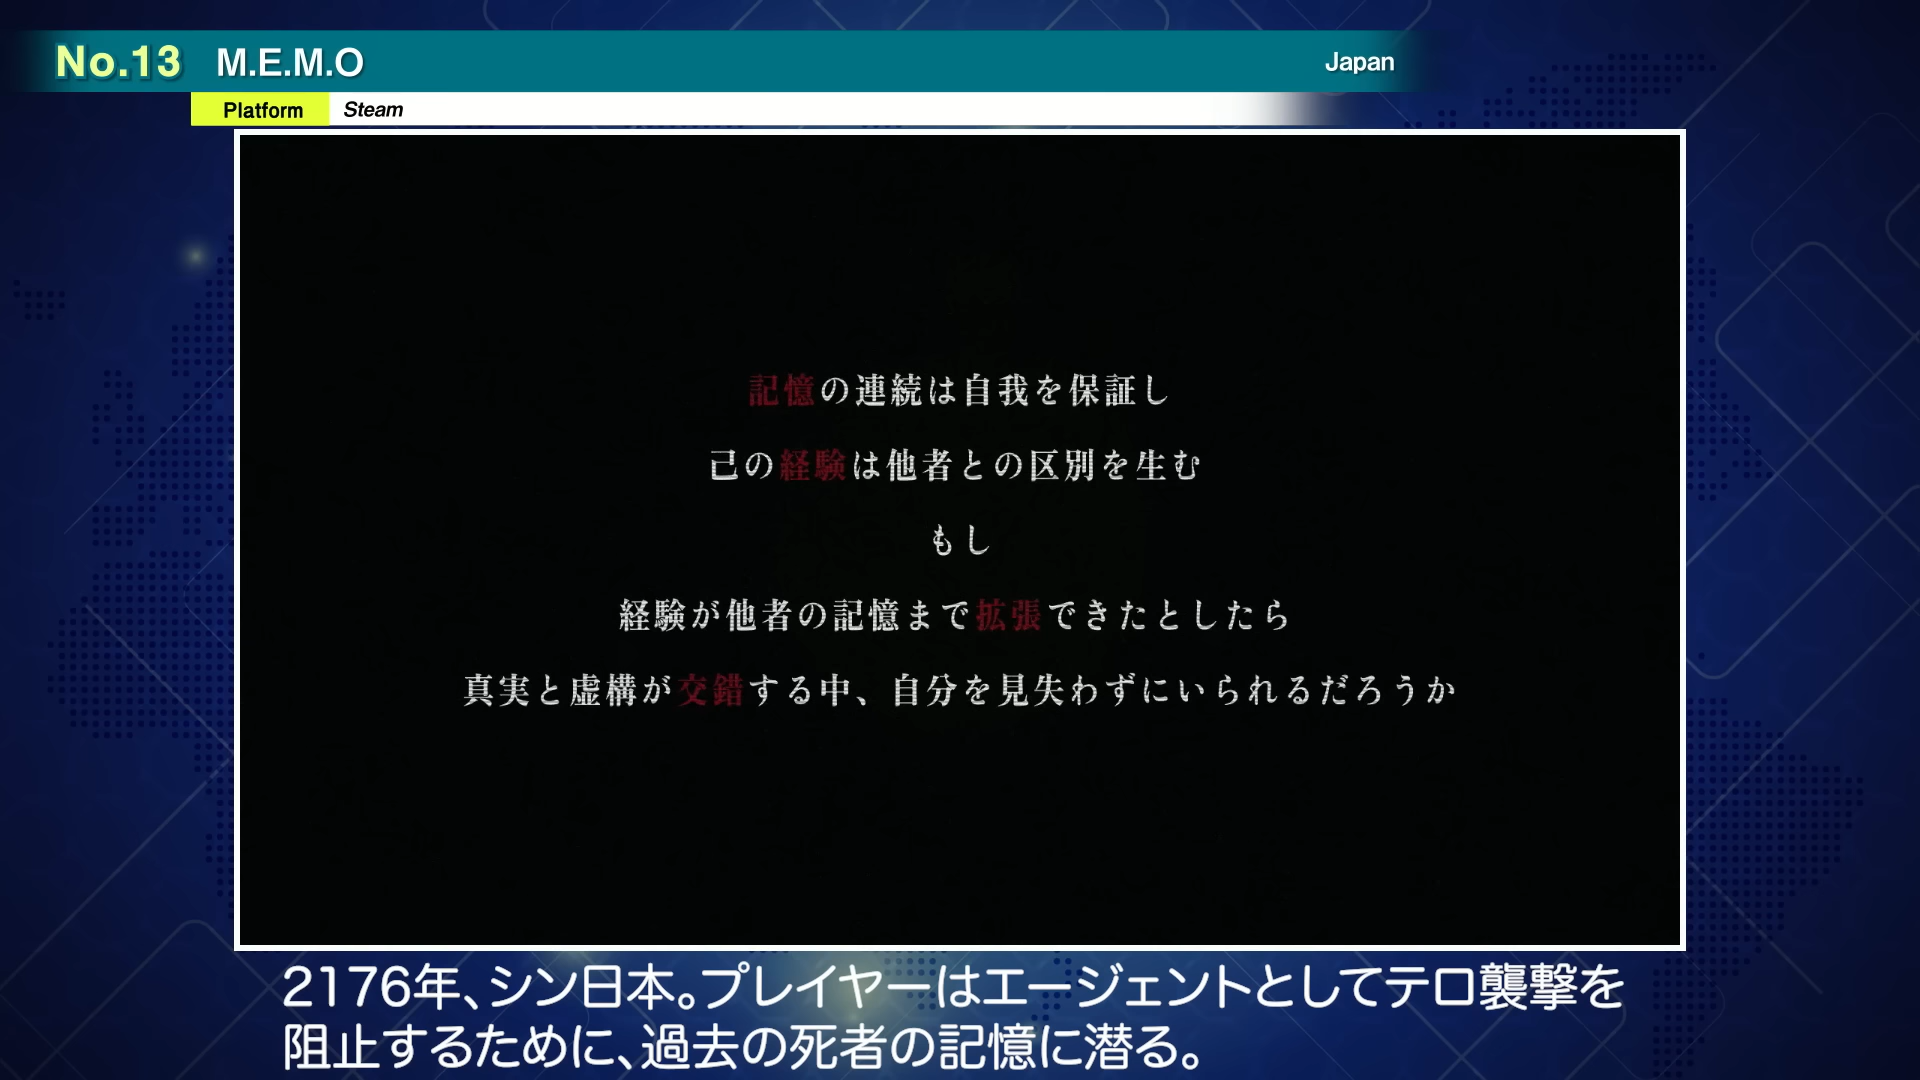 No.13 M.E.M.O Japan
Platform Steam
記憶の連続は自我を保証し
己の経験は他者との区別を生む
もし
経験が他者の記憶まで拡張できたとしたら
真実と虚構が交錯する中、自分を見失わずにいられるだろうか
2176年、シン日本。プレイヤーはエージェントとしてテロ襲撃を
阻止するために、過去の死者の記憶に潜る。